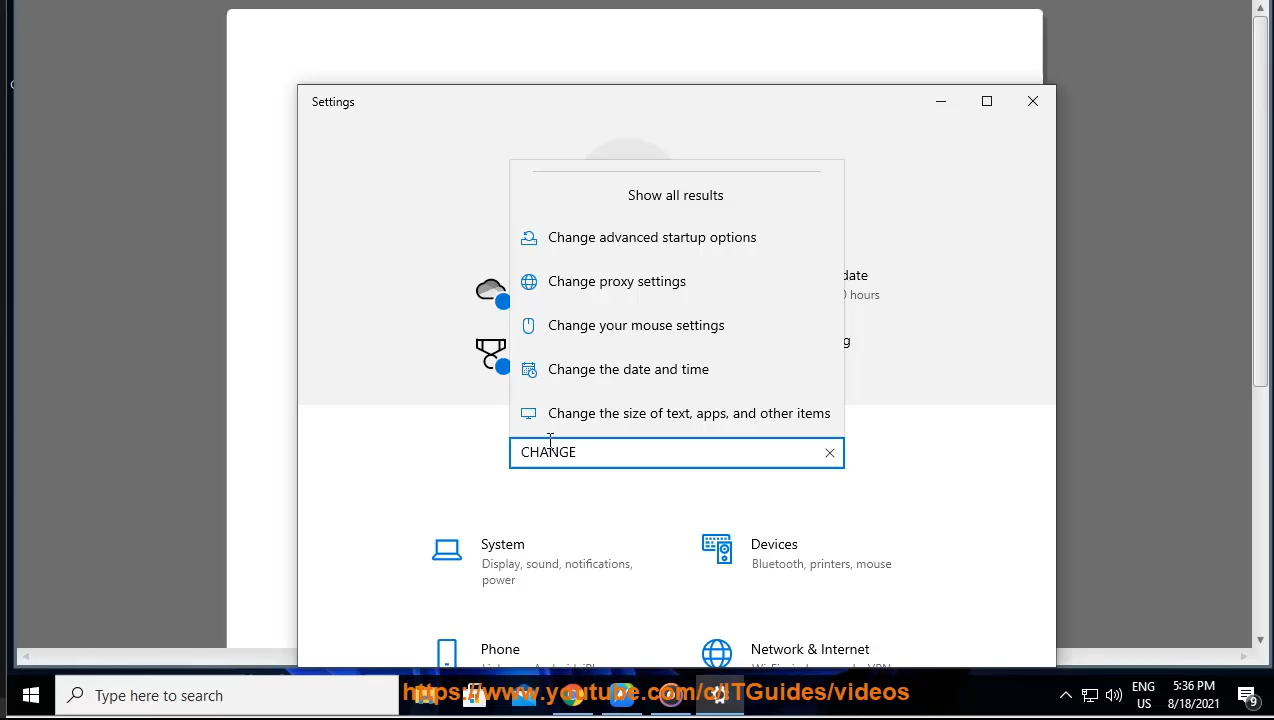 Settings
Show all results
Change advanced startup options
Change proxy settings
date
0 hours
Change your mouse settings
g
Change the date and time
Change the size of text, apps, and other items
CHANGE
System
Display, sound, notifications,
power
Devices
Bluetooth, printers, mouse
Phone
Network & Internet
Type here to search
https://www.youtube.com/c/ITGuides/videos
ENG
US
5:36 PM
8/18/2021
9